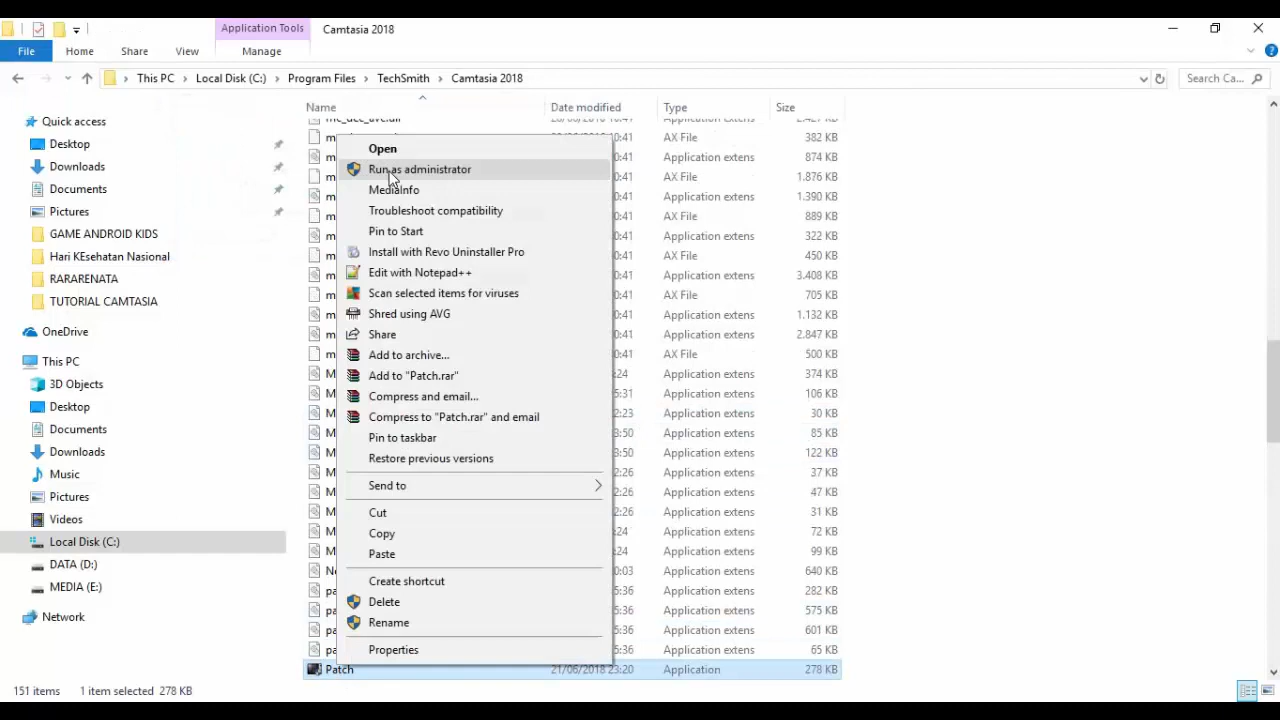 Application Tools
Camtasia 2018
File
Home
Share
View
Manage
This PC
Local Disk (C:)
Program Files
TechSmith
Camtasia 2018
Search Ca...
Name
Date modified
Type
Size
Quick access
Desktop
Downloads
Documents
Pictures
GAME ANDROID KIDS
Hari KEsehatan Nasional
RARARENATA
TUTORIAL CAMTASIA
OneDrive
This PC
3D Objects
Desktop
Documents
Downloads
Music
Pictures
Videos
Local Disk (C:)
DATA (D:)
MEDIA (E:)
Network
Open
Run as administrator
MediaInfo
Troubleshoot compatibility
Pin to Start
Install with Revo Uninstaller Pro
Edit with Notepad++
Scan selected items for viruses
Shred using AVG
Share
Add to archive...
Add to "Patch.rar"
Compress and email...
Compress to "Patch.rar" and email
Pin to taskbar
Restore previous versions
Send to
Cut
Copy
Paste
Create shortcut
Delete
Rename
Properties
AX File 382 KB
Application extens 874 KB
AX File 1.876 KB
Application extens 1.390 KB
AX File 889 KB
Application extens 322 KB
AX File 450 KB
Application extens 3.408 KB
AX File 705 KB
Application extens 1.132 KB
AX File 2.847 KB
AX File 500 KB
Application extens 374 KB
Application extens 106 KB
Application extens 30 KB
Application extens 85 KB
Application extens 122 KB
Application extens 37 KB
Application extens 47 KB
Application extens 31 KB
Application extens 72 KB
Application extens 99 KB
Application extens 640 KB
Application extens 282 KB
Application extens 575 KB
Application extens 601 KB
Application extens 65 KB
Patch 21/06/2018 23:20 Application 278 KB
151 items 1 item selected 278 KB